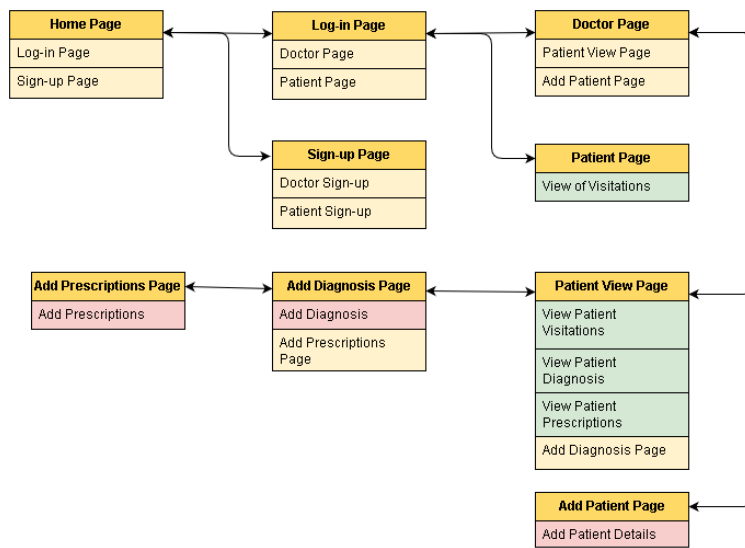 Home Page
Log-in Page
Sign-up Page
Log-in Page
Doctor Page
Patient Page
Doctor Page
Patient View Page
Add Patient Page
Sign-up Page
Doctor Sign-up
Patient Sign-up
Patient Page
View of Visitations
Add Prescriptions Page
Add Prescriptions
Add Diagnosis Page
Add Diagnosis
Add Prescriptions
Page
Patient View Page
View Patient
Visitations
View Patient
Diagnosis
View Patient
Prescriptions
Add Diagnosis Page
Add Patient Page
Add Patient Details